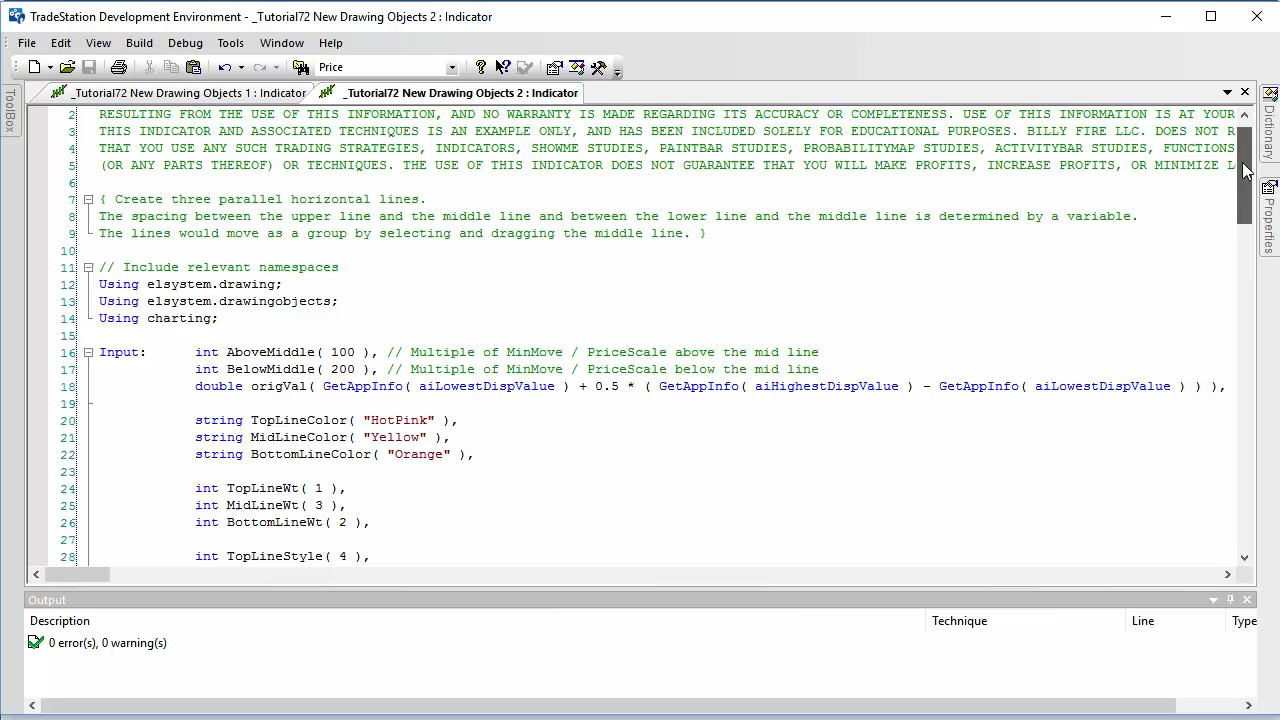 TradeStation Development Environment - _Tutorial72 New Drawing Objects 2 : Indicator
File Edit View Build Debug Tools Window Help
Price
ToolBox
_Tutorial72 New Drawing Objects 1 : Indicator _Tutorial72 New Drawing Objects 2 : Indicator
Dictionary
Properties
2 RESULTING FROM THE USE OF THIS INFORMATION, AND NO WARRANTY IS MADE REGARDING ITS ACCURACY OR COMPLETENESS. USE OF THIS INFORMATION IS AT YOUR
3 THIS INDICATOR AND ASSOCIATED TECHNIQUES IS AN EXAMPLE ONLY, AND HAS BEEN INCLUDED SOLELY FOR EDUCATIONAL PURPOSES. BILLY FIRE LLC. DOES NOT R
4 THAT YOU USE ANY SUCH TRADING STRATEGIES, INDICATORS, SHOWME STUDIES, PAINTBAR STUDIES, PROBABILITYMAP STUDIES, ACTIVITYBAR STUDIES, FUNCTIONS
5 (OR ANY PARTS THEREOF) OR TECHNIQUES. THE USE OF THIS INDICATOR DOES NOT GUARANTEE THAT YOU WILL MAKE PROFITS, INCREASE PROFITS, OR MINIMIZE L
6
7 { Create three parallel horizontal lines.
8 The spacing between the upper line and the middle line and between the lower line and the middle line is determined by a variable.
9 The lines would move as a group by selecting and dragging the middle line. }
10
11 // Include relevant namespaces
12 Using elsystem.drawing;
13 Using elsystem.drawingobjects;
14 Using charting;
15
16 Input: int AboveMiddle( 100 ), // Multiple of MinMove / PriceScale above the mid line
17 int BelowMiddle( 200 ), // Multiple of MinMove / PriceScale below the mid line
18 double origVal( GetAppInfo( aiLowestDispValue ) + 0.5 * ( GetAppInfo( aiHighestDispValue ) - GetAppInfo( aiLowestDispValue ) ) ),
19
20 string TopLineColor( "HotPink" ),
21 string MidLineColor( "Yellow" ),
22 string BottomLineColor( "Orange" ),
23
24 int TopLineWt( 1 ),
25 int MidLineWt( 3 ),
26 int BottomLineWt( 2 ),
27
28 int TopLineStyle( 4 ),
Output
Description Technique Line Type
0 error(s), 0 warning(s)